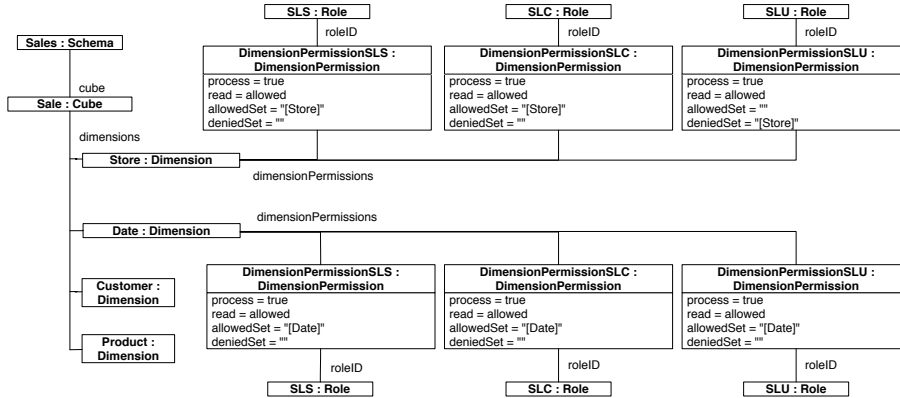 SLS : Role
SLC : Role
SLU : Role
roleID
roleID
roleID
Sales : Schema
DimensionPermissionSLS :
DimensionPermission
process = true
read = allowed
allowedSet = "[Store]"
deniedSet = ""
DimensionPermissionSLC :
DimensionPermission
process = true
read = allowed
allowedSet = "[Store]"
deniedSet = ""
DimensionPermissionSLU :
DimensionPermission
process = true
read = allowed
allowedSet = ""
deniedSet = "[Store]"
cube
Sale : Cube
dimensions
Store : Dimension
dimensionPermissions
dimensionPermissions
Date : Dimension
Customer :
Dimension
Product :
Dimension
DimensionPermissionSLS :
DimensionPermission
process = true
read = allowed
allowedSet = "[Date]"
deniedSet = ""
DimensionPermissionSLC :
DimensionPermission
process = true
read = allowed
allowedSet = "[Date]"
deniedSet = ""
DimensionPermissionSLU :
DimensionPermission
process = true
read = allowed
allowedSet = "[Date]"
deniedSet = ""
roleID
roleID
roleID
SLS : Role
SLC : Role
SLU : Role